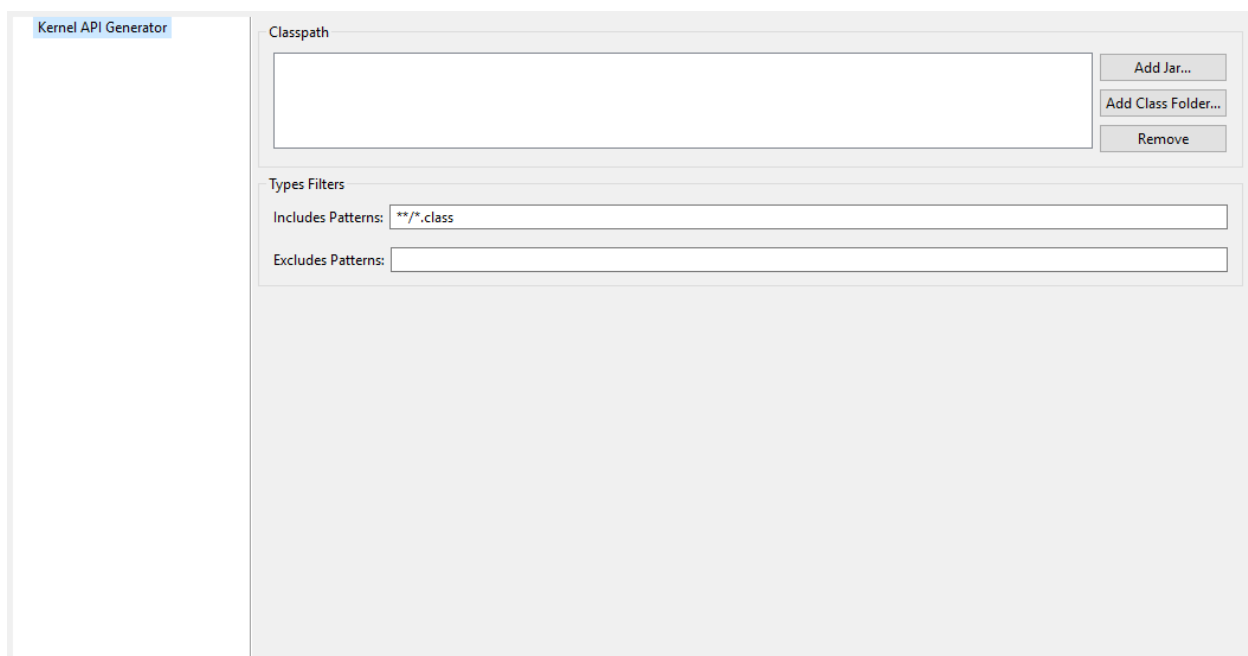 Kernel API Generator
Classpath
Add Jar...
Add Class Folder...
Remove
Types Filters
Includes Patterns: **/*.class
Excludes Patterns: